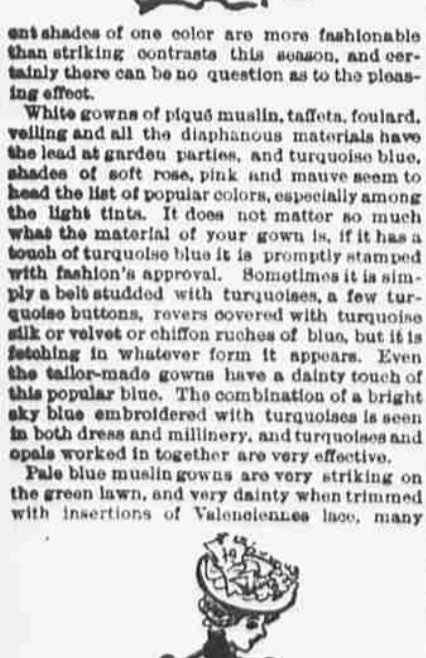 ent shades of one color are more fashionable
than striking contrasts this season, and cer-
tainly there can be no question as to the pleas-
ing effect.
White gowns of piqué muslin, taffeta, foulard,
veiling and all the diaphanous materials have
the lead at garden parties, and turquoise blue,
shades of soft rose, pink and mauve seem to
head the list of popular colors, especially among
the light tints. It does not matter so much
what the material of your gown is, if it has a
touch of turquoise blue it is promptly stamped
with fashion's approval. Sometimes it is sim-
ply a belt studded with turquoises, a few tur-
quoise buttons, revers covered with turquoise
silk or velvet or chiffon ruches of blue, but it is
fetching in whatever form it appears. Even
the tailor-made gowns have a dainty touch of
this popular blue. The combination of a bright
sky blue embroidered with turquoises is seen
in both dress and millinery, and turquoises and
opals worked in together are very effective.
Pale blue muslin gowns are very striking on
the green lawn, and very dainty when trimmed
with insertions of Valenciennes lace, many